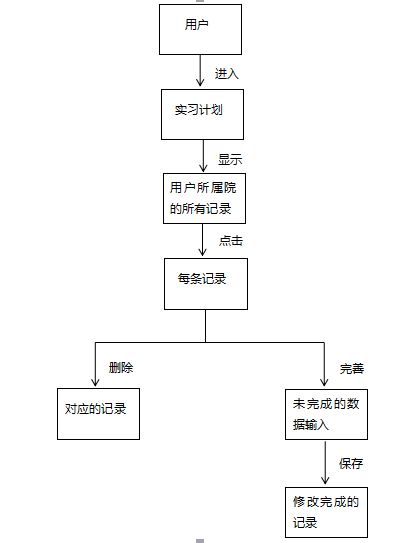 用户
进入
实习计划
显示
用户所属院
的所有记录
点击
每条记录
删除
完善
对应的记录
未完成的数
据输入
保存
修改完成的
记录